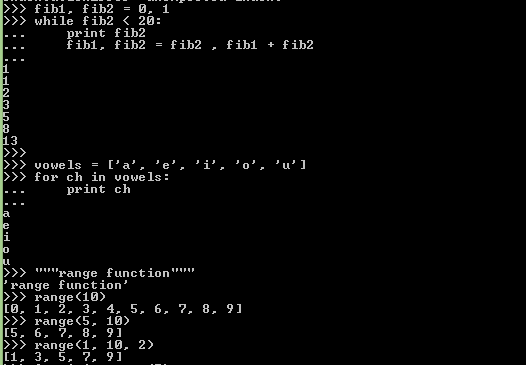 >>> fib1, fib2 = 0, 1
>>> while fib2 < 20:
...     print fib2
...     fib1, fib2 = fib2 , fib1 + fib2
...
1
1
2
3
5
8
13
>>>
>>> vowels = ['a', 'e', 'i', 'o', 'u']
>>> for ch in vowels:
...     print ch
...
a
e
i
o
u
>>> """range function"""
'range function'
>>> range(10)
[0, 1, 2, 3, 4, 5, 6, 7, 8, 9]
>>> range(5, 10)
[5, 6, 7, 8, 9]
>>> range(1, 10, 2)
[1, 3, 5, 7, 9]